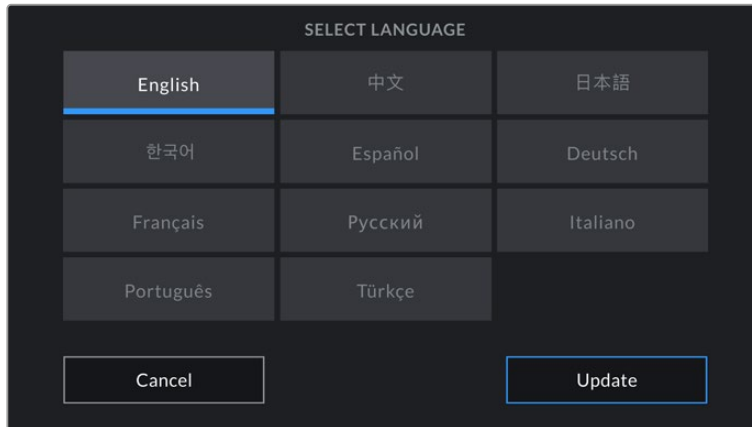 SELECT LANGUAGE
English 中文 日本語
한국어 Español Deutsch
Français Русский Italiano
Português Türkçe
Cancel Update